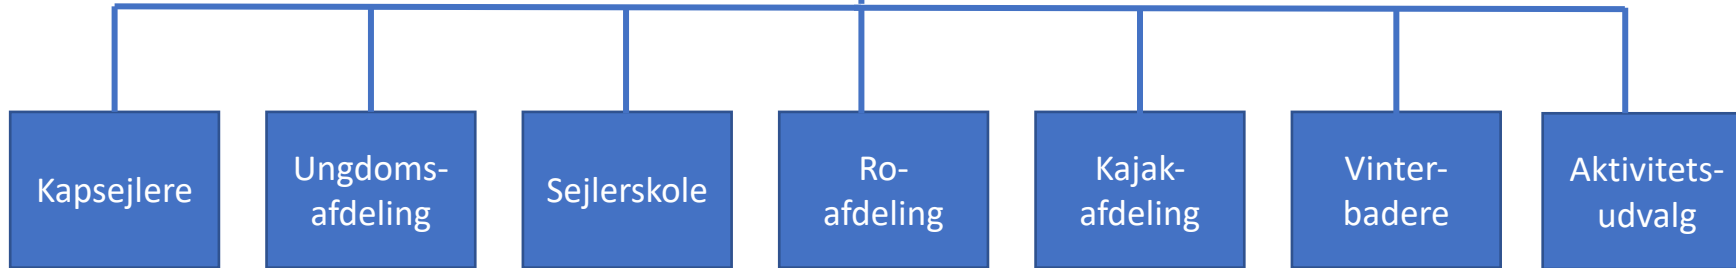 Kapsejlere
Ungdoms-
afdeling
Sejlerskole
Ro-
afdeling
Kajak-
afdeling
Vinter-
badere
Aktivitets-
udvalg